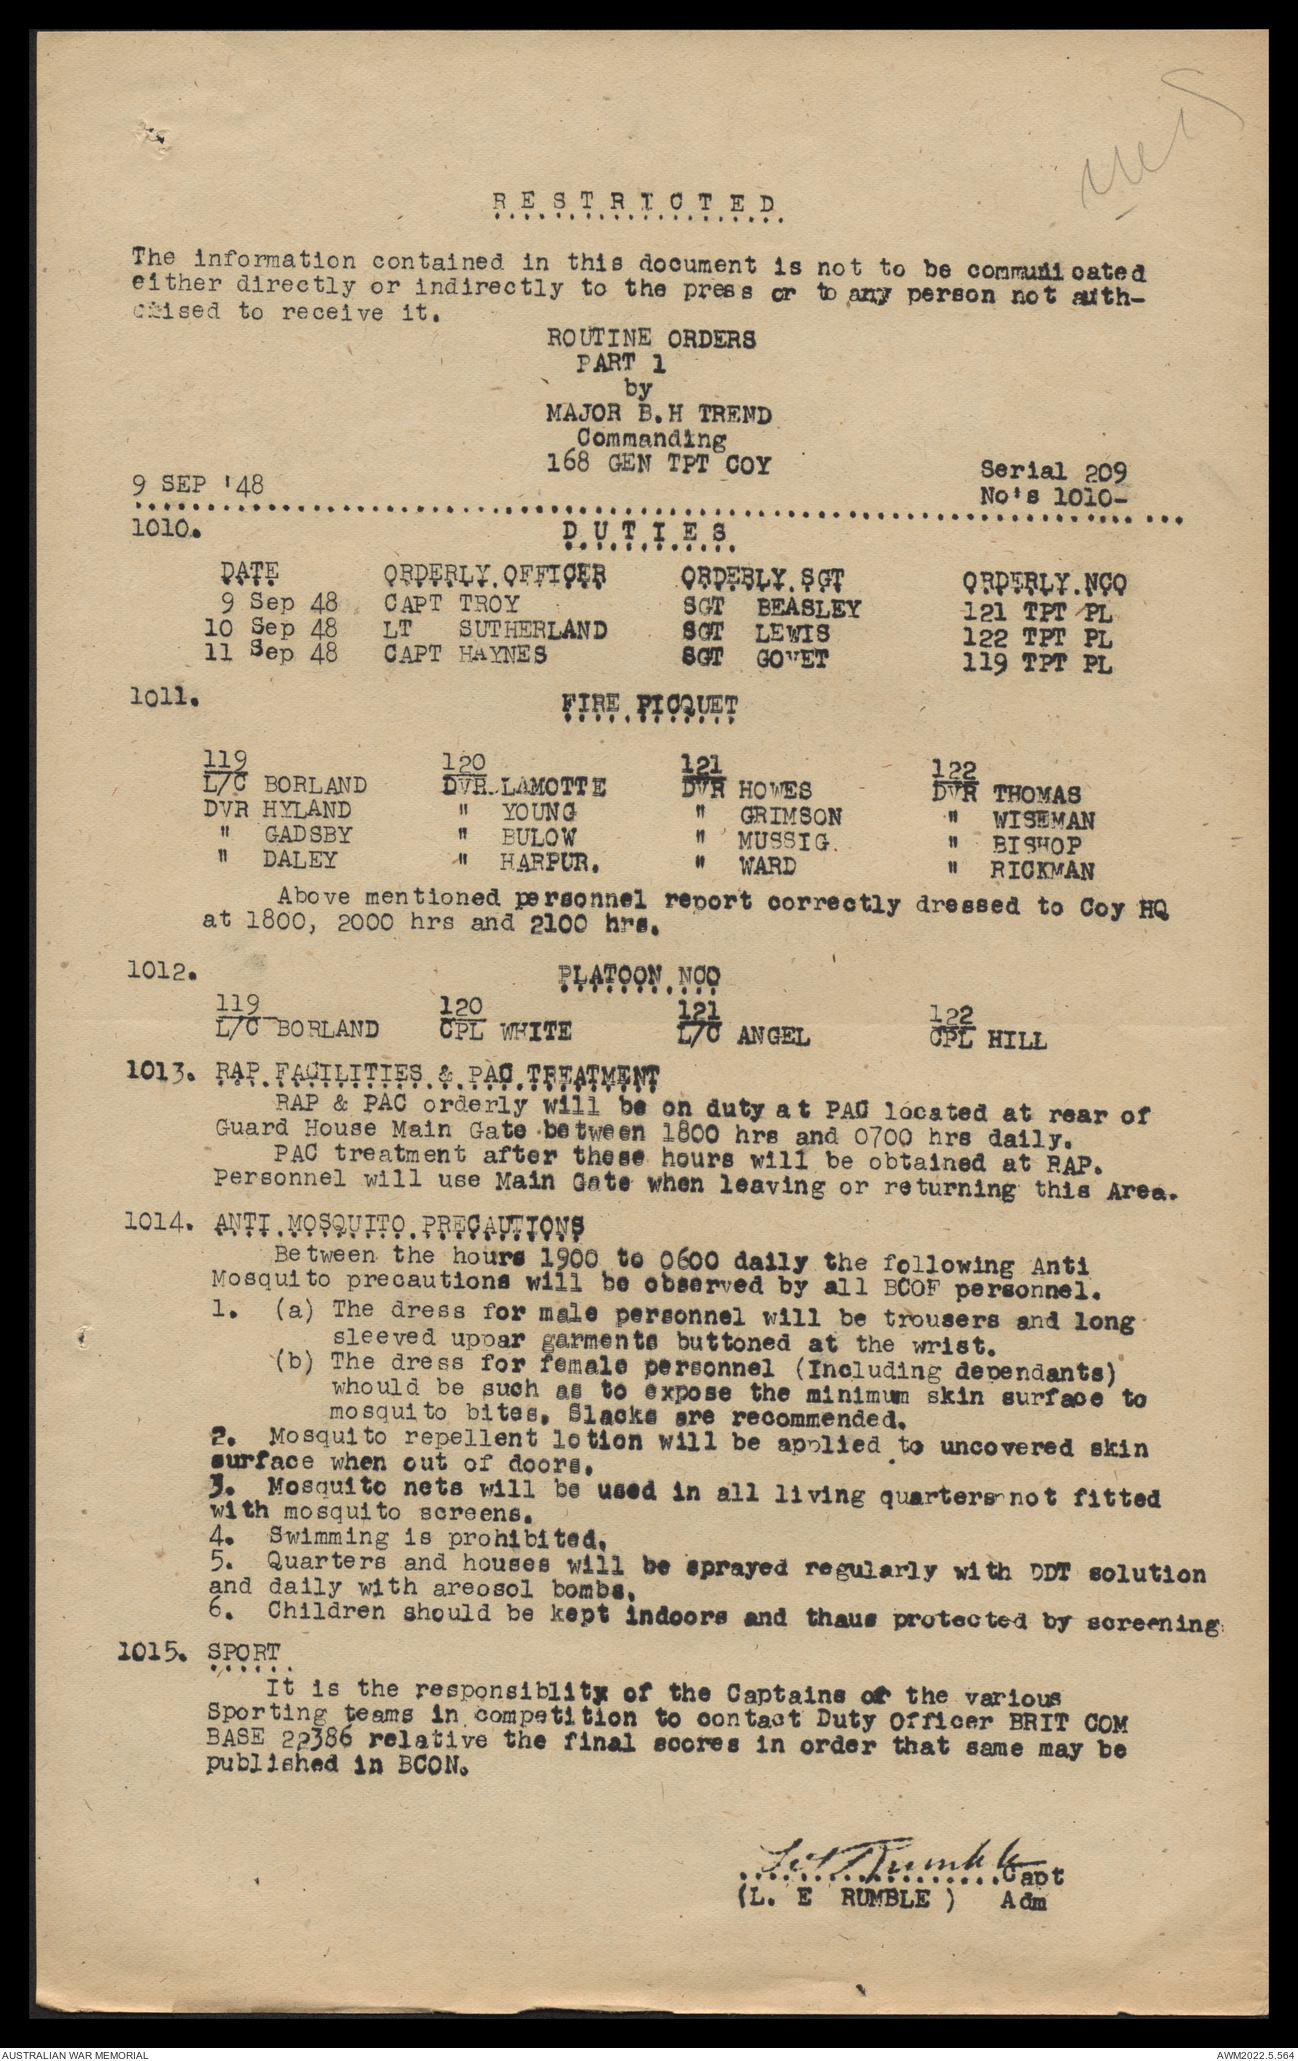 R E S T R I C T E D
The information contained in this document is not to be communicated
either directly or indirectly to the press or to any person not auth-
orised to receive it.
ROUTINE ORDERS
PART 1
by
MAJOR B.H TREND
Commanding
168 GEN TPT COY
Serial 209
9 SEP '48
No's 1010-
1010. D U T I E S
DATE ORDERLY OFFICER ORDERLY SGT ORDERLY NCO
9 Sep 48 CAPT TROY SGT BEASLEY 121 TPT PL
10 Sep 48 LT SUTHERLAND SGT LEWIS 122 TPT PL
11 Sep 48 CAPT HAYNES SGT 119 TPT PL
1011. FIRE PICQUET
119 120 121 122
L/C BORLAND DVR LAMOTTE DVR HOWES DVR THOMAS
DVR HYLAND " YOUNG " GRIMSON " WISEMAN
" GADSBY " BULOW " MUSSIG. " BISHOP
" DALEY " HARPUR. " WARD " RICKMAN
Above mentioned personnel report correctly dressed to Coy HQ
at 1800, 2000 hrs and 2100 hrs.
1012. PLATOON NCO
119 120 121 122
L/C BORLAND CPL WHITE L/C ANGEL CPL HILL
1013. RAP FACILITIES & PAC TREATMENT
RAP & PAC orderly will be on duty at PAC located at rear of
Guard House Main Gate between 1800 hrs and 0700 hrs daily.
PAC treatment after these hours will be obtained at RAP.
Personnel will use Main Gate when leaving or returning this Area.
1014. ANTI MOSQUITO PRECAUTIONS
Between the hours 1900 to 0600 daily the following Anti
Mosquito precautions will be observed by all BCOF personnel.
1. (a) The dress for male personnel will be trousers and long
sleeved uppar garments buttoned at the wrist.
(b) The dress for female personnel (Including dependants)
whould be such as to expose the minimum skin surface to
mosquito bites. Slacks are recommended.
2. Mosquito repellent lotion will be applied to uncovered skin
surface when out of doors.
3. Mosquito nets will be used in all living quarters not fitted
with mosquito screens.
4. Swimming is prohibited.
5. Quarters and houses will be sprayed regularly with DDT solution
and daily with areosol bombs.
6. Children should be kept indoors and thaus protected by screening
1015. SPORT
It is the responsiblity of the Captains of the various
Sporting teams in competition to contact Duty Officer BRIT COM
BASE 22386 relative the final scores in order that same may be
published in BCON.
L E Rumble Capt
(L. E RUMBLE ) Adm
AUSTRALIAN WAR MEMORIAL
AWM2022.5.564